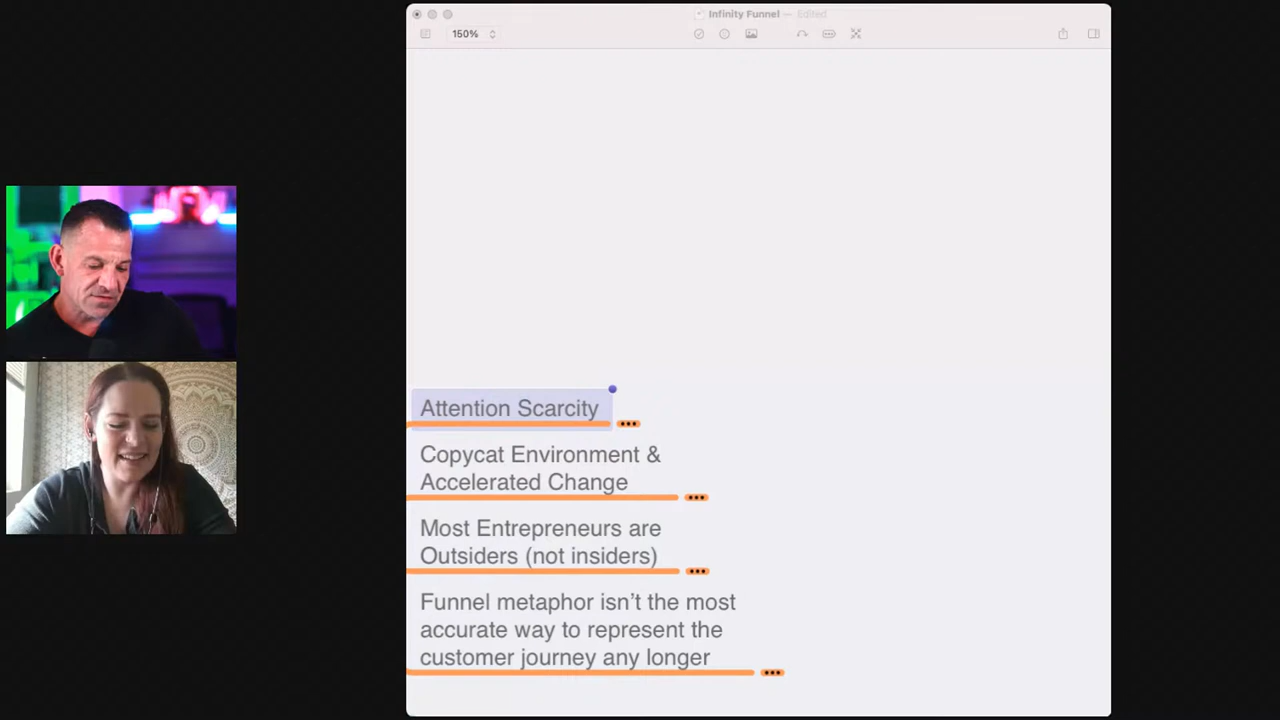 Infinity Funnel — Edited
150%
Attention Scarcity
Copycat Environment &
Accelerated Change
Most Entrepreneurs are
Outsiders (not insiders)
Funnel metaphor isn’t the most
accurate way to represent the
customer journey any longer